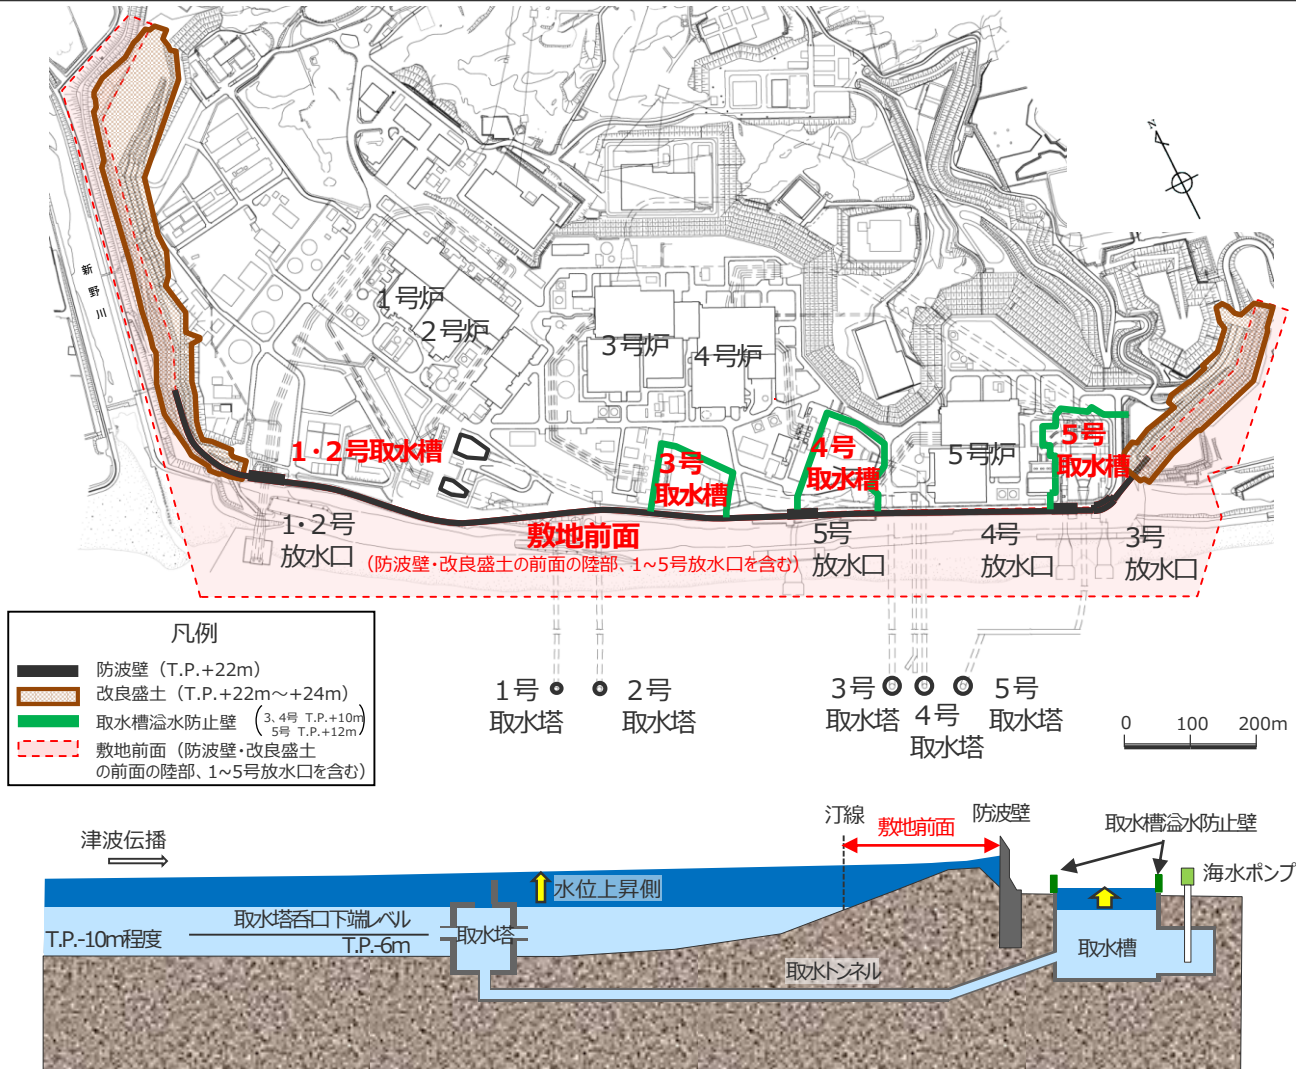 N
新
野
川
1号炉
2号炉
3号炉
4号炉
5号炉
1・2号取水槽
3号
取水槽
4号
取水槽
5号
取水槽
1・2号
放水口
敷地前面
(防波壁・改良盛土の前面の陸部、1~5号放水口を含む)
5号
放水口
4号
放水口
3号
放水口
凡例
防波壁（T.P.+22m）
改良盛土（T.P.+22m～+24m）
取水槽溢水防止壁
3、4号 T.P.+10m
5号 T.P.+12m
敷地前面（防波壁・改良盛土
の前面の陸部、1~5号放水口を含む）
1号
取水塔
2号
取水塔
3号
取水塔
4号
取水塔
5号
取水塔
0 100 200m
津波伝播
汀線
敷地前面
防波壁
取水槽溢水防止壁
海水ポンプ
水位上昇側
取水塔呑口下端レベル
T.P.-10m程度
T.P.-6m
取水塔
取水トンネル
取水槽